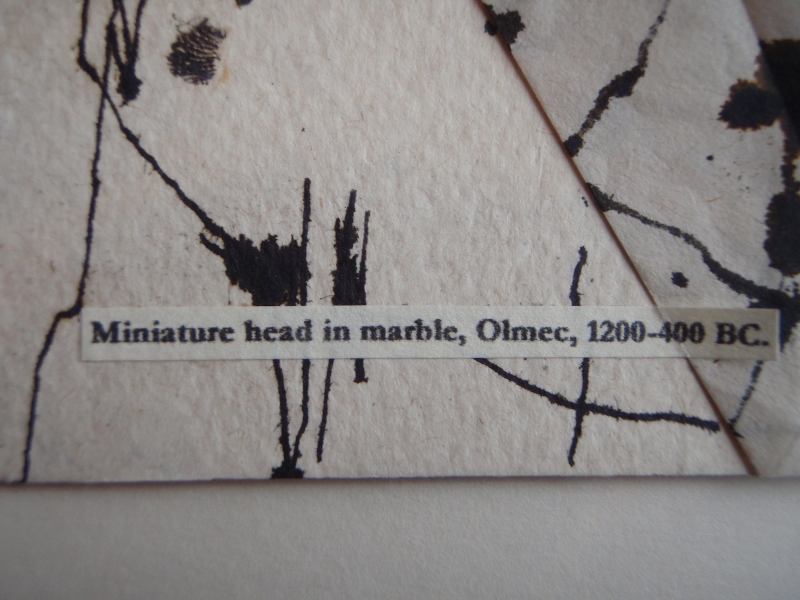 Miniature head in marble, Olmec, 1200-400 BC.